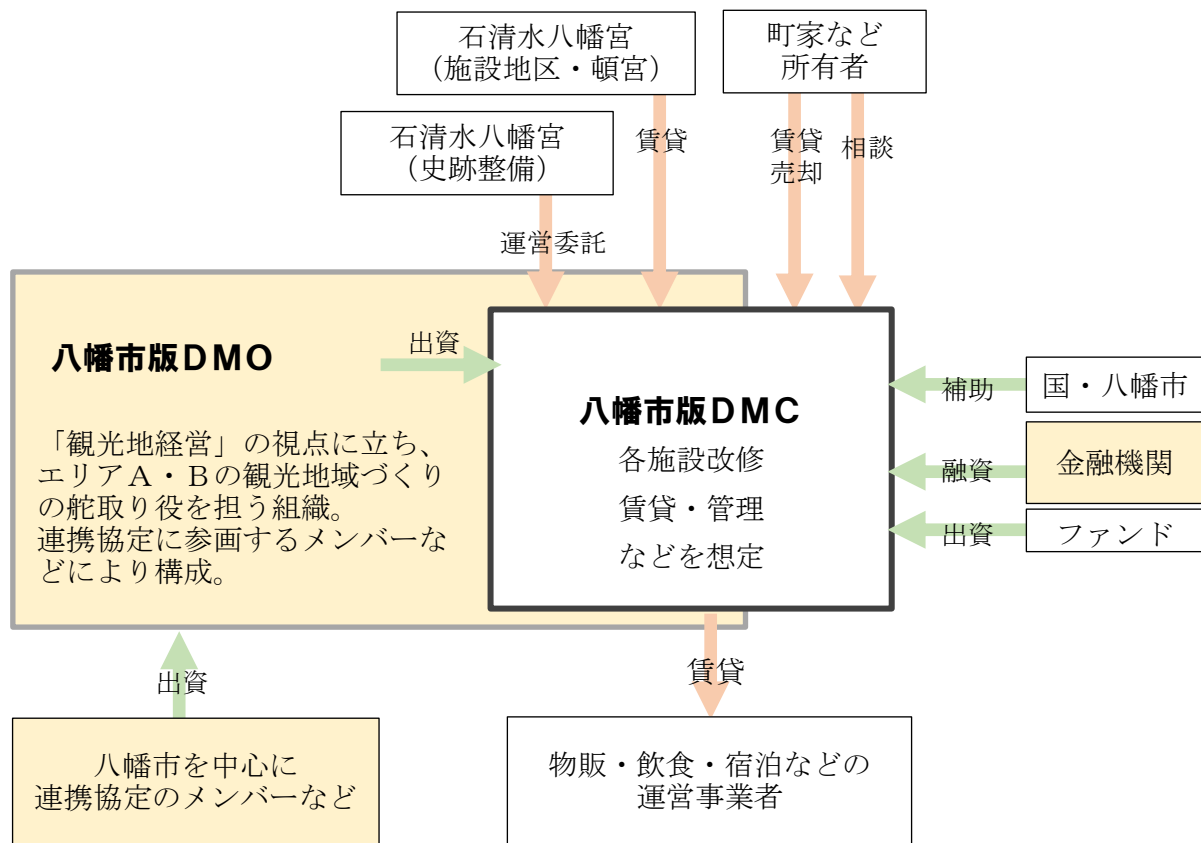 石清水八幡宮
（施設地区・頓宮）
町家など
所有者
石清水八幡宮
（史跡整備）
賃貸
賃貸
売却
相談
運営委託
八幡市版ＤＭＯ
出資
「観光地経営」の視点に立ち、
エリアＡ・Ｂの観光地域づくり
の舵取り役を担う組織。
連携協定に参画するメンバーな
どにより構成。
八幡市版ＤＭＣ
各施設改修
賃貸・管理
などを想定
補助
国・八幡市
融資
金融機関
出資
ファンド
出資
賃貸
八幡市を中心に
連携協定のメンバーなど
物販・飲食・宿泊などの
運営事業者